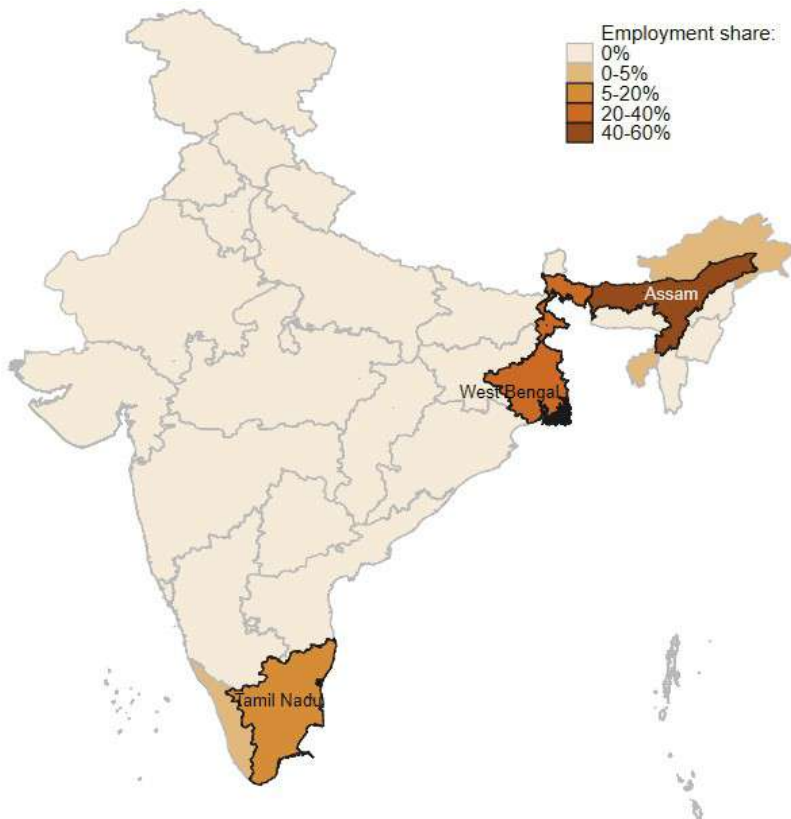 Employment share:
0%
0-5%
5-20%
20-40%
40-60%
Assam
West Bengal
Tamil Nadu